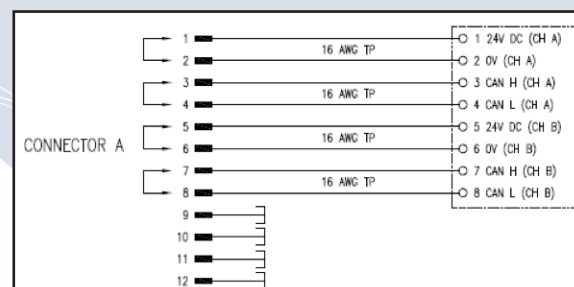 1 1 24V DC (CH A)
16 AWG TP
2 2 0V (CH A)
3 3 CAN H (CH A)
16 AWG TP
4 4 CAN L (CH A)
5 5 24V DC (CH B)
CONNECTOR A 16 AWG TP
6 6 0V (CH B)
7 7 CAN H (CH B)
16 AWG TP
8 8 CAN L (CH B)
9
10
11
12